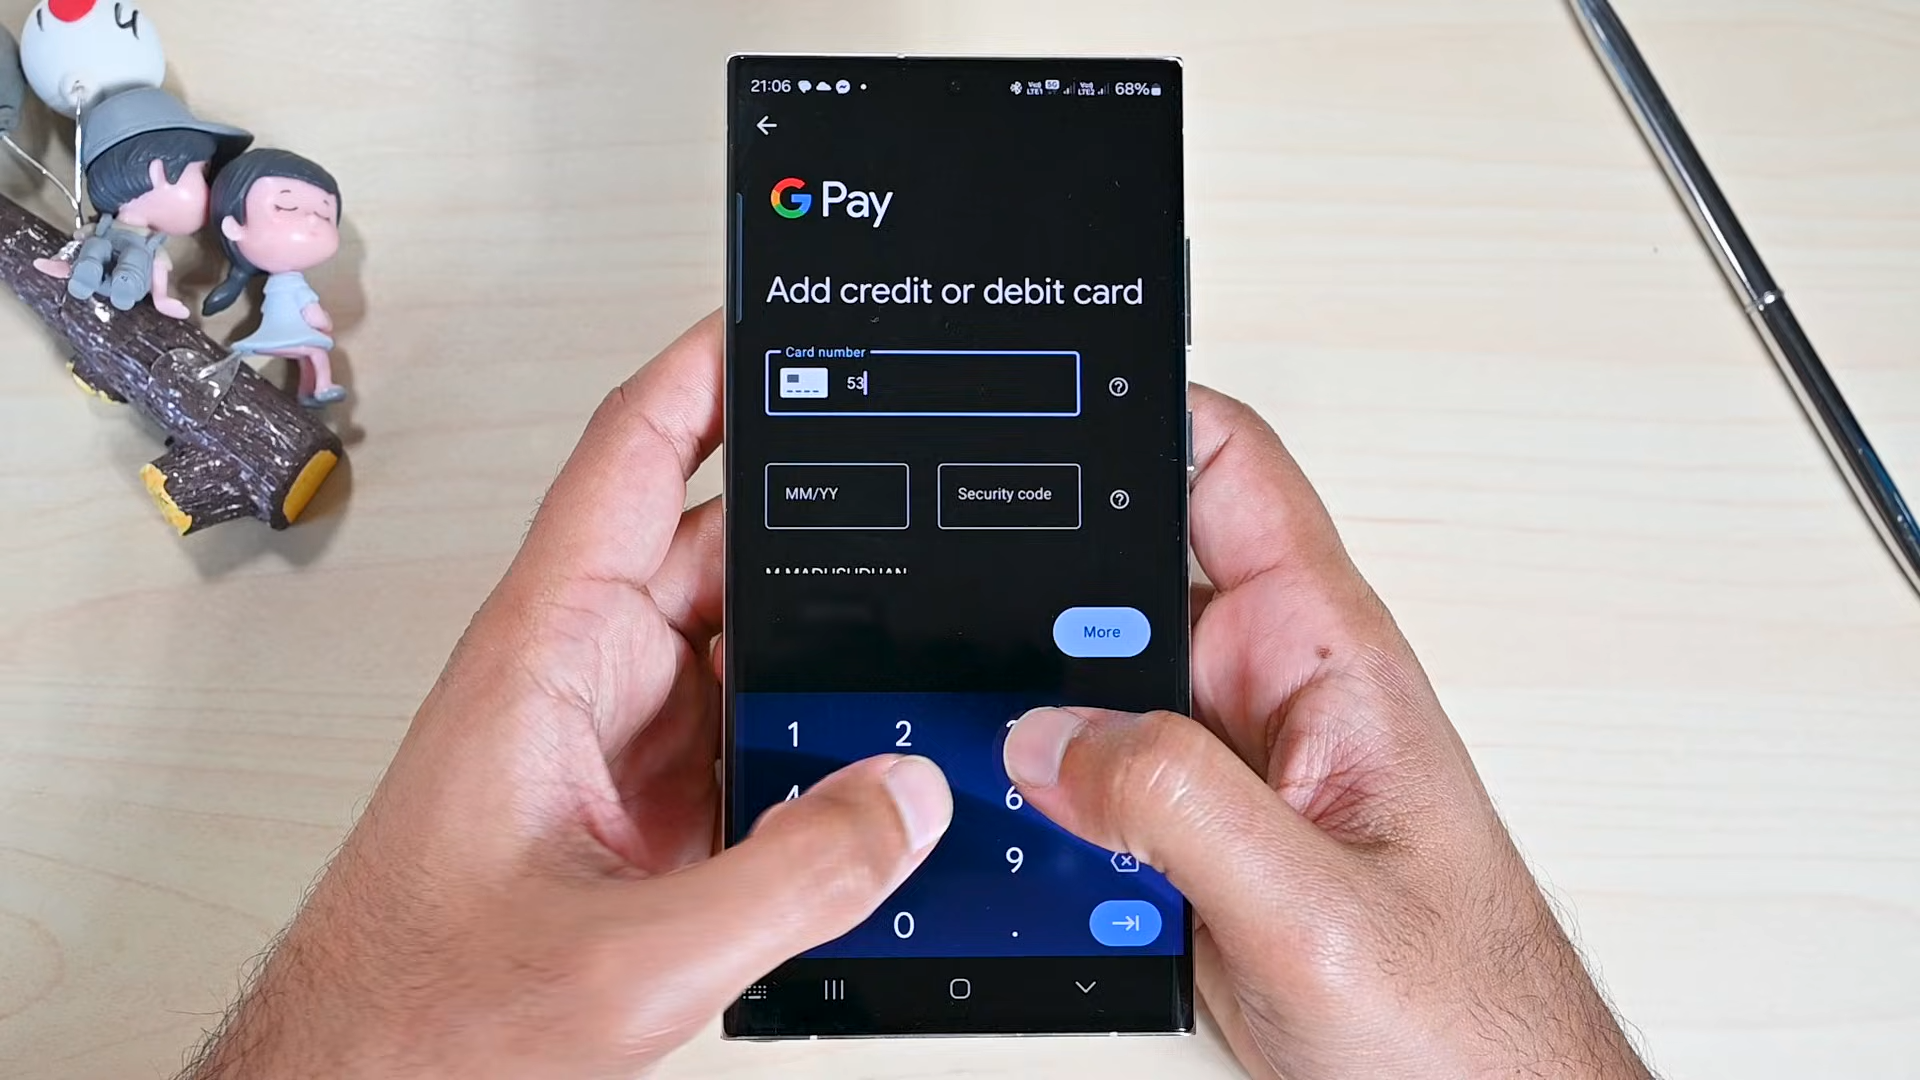 14
21:06 68%
G Pay
Add credit or debit card
Card number
53
MM/YY Security code
More
1 2
6
9
0 .